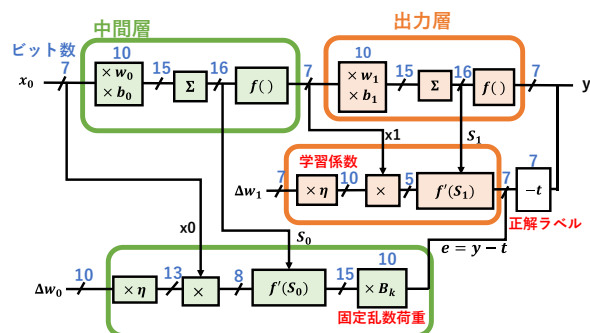 中間層
出力層
ビット数
10
10
x₀
7
15
16
7
15
16
7
× w₀
× b₀
Σ
f()
× w₁
× b₁
Σ
f()
y
x1
S₁
学習係数
7
10
5
7
7
Δw₁
× η
×
f′(S₁)
−t
正解ラベル
x0
S₀
e = y − t
10
13
8
15
10
Δw₀
× η
×
f′(S₀)
× Bₖ
固定乱数荷重